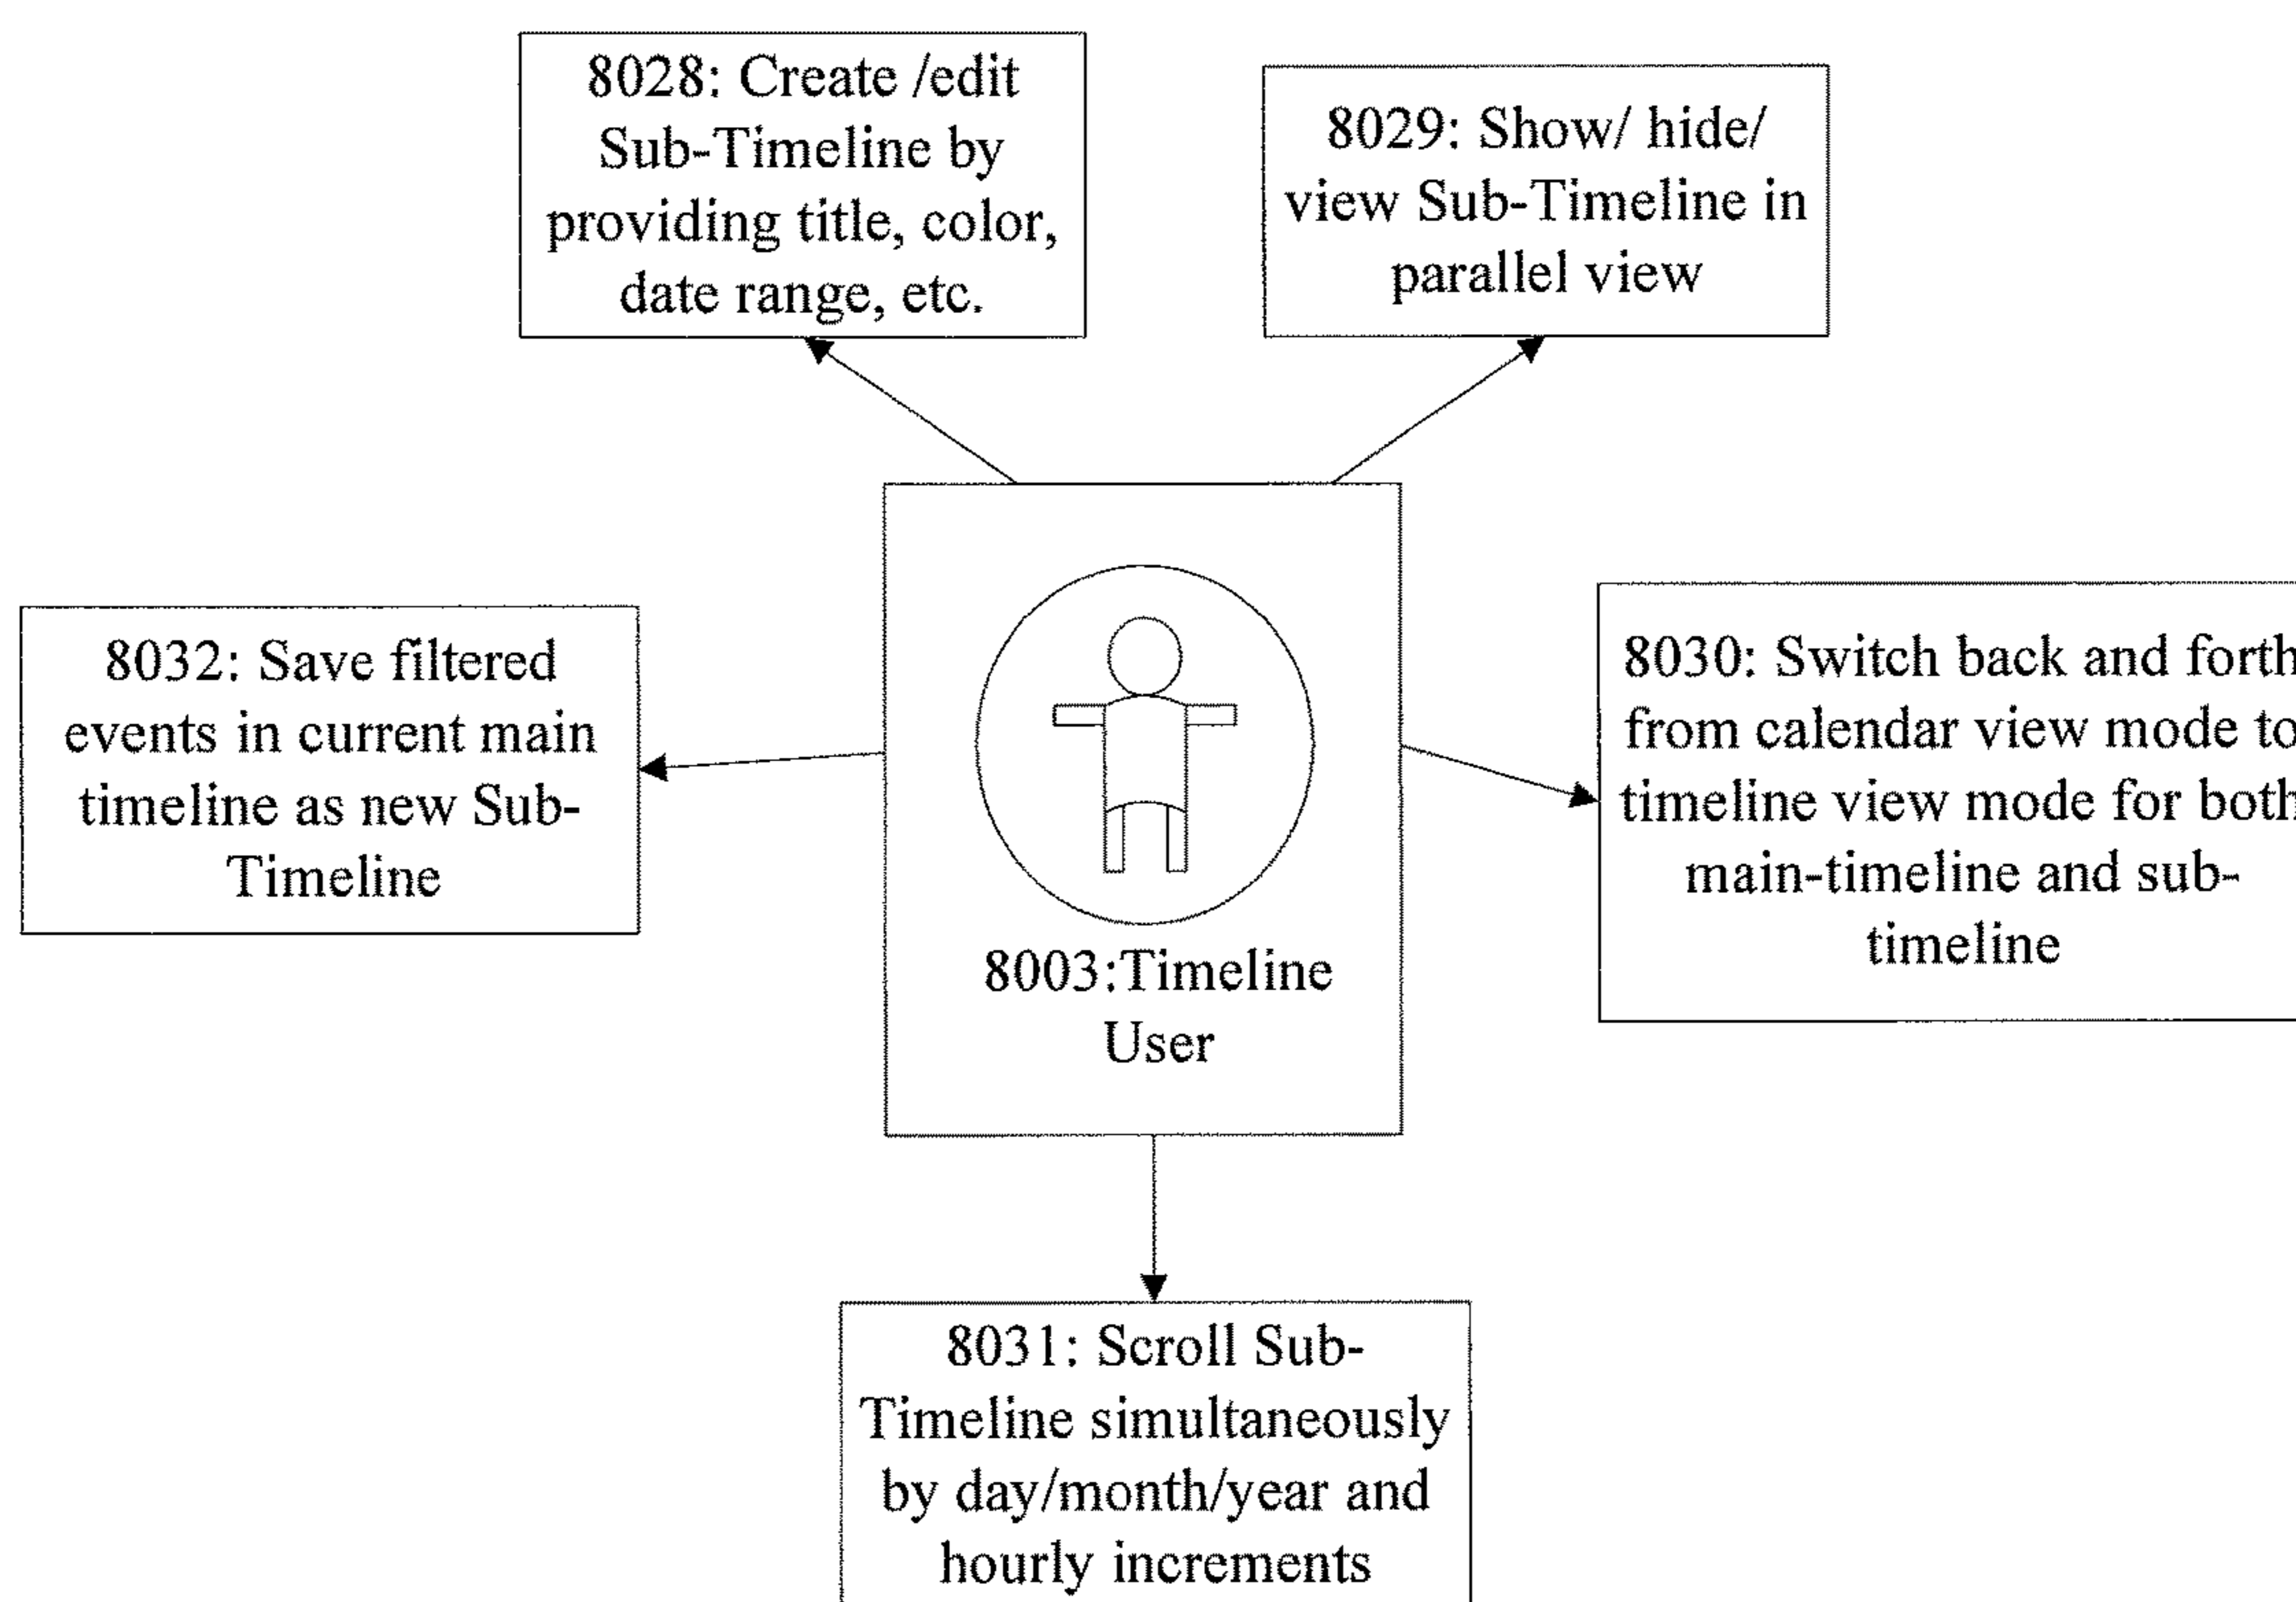 8028: Create /edit
Sub-Timeline by
providing title, color,
date range, etc.
8029: Show/ hide/
view Sub-Timeline in
parallel view
8032: Save filtered
events in current main
timeline as new Sub-
Timeline
8003:Timeline
User
8030: Switch back and forth
from calendar view mode to
timeline view mode for both
main-timeline and sub-
timeline
8031: Scroll Sub-
Timeline simultaneously
by day/month/year and
hourly increments